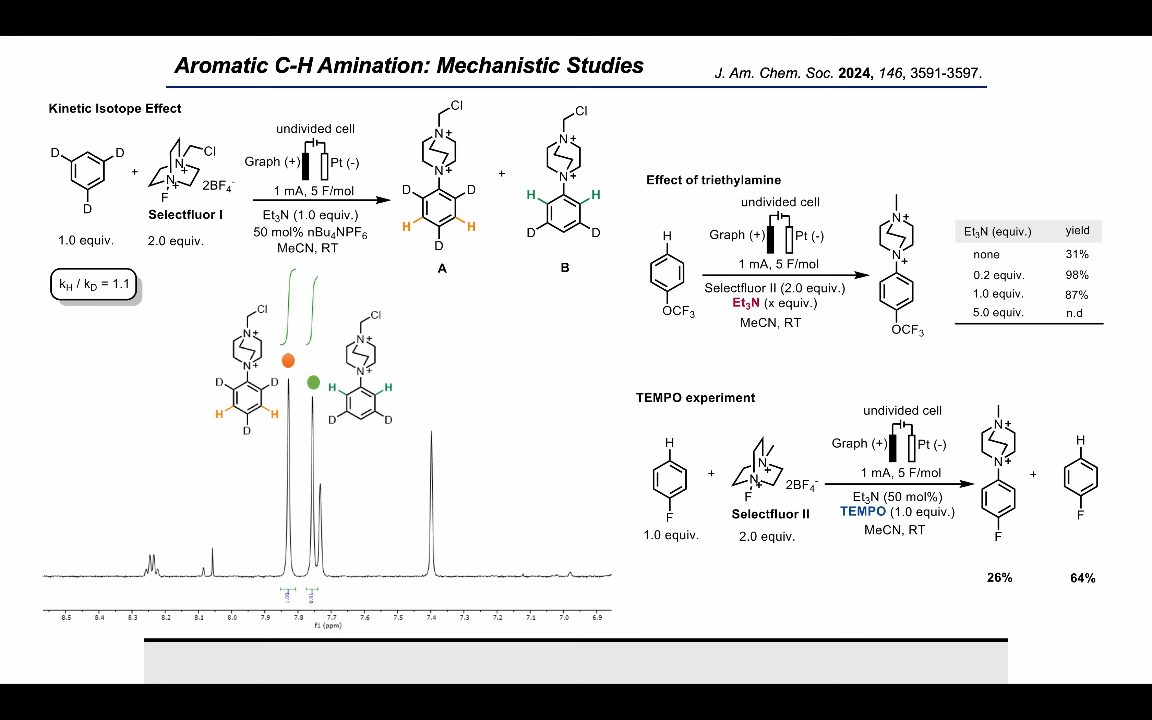 Aromatic C-H Amination: Mechanistic Studies
J. Am. Chem. Soc. 2024, 146, 3591-3597.
Kinetic Isotope Effect
D
D
D
1.0 equiv.
+
Cl
N
+
N+
F
2BF4-
Selectfluor I
2.0 equiv.
undivided cell
Graph (+)
Pt (-)
1 mA, 5 F/mol
Et3N (1.0 equiv.)
50 mol% nBu4NPF6
MeCN, RT
Cl
N+
N+
D
D
H
H
D
A
+
Cl
N+
N+
H
H
D
D
B
kH / kD = 1.1
Cl
N+
N+
D
D
H
H
D
Cl
N+
N+
H
H
D
D
8.5 8.4 8.3 8.2 8.1 8.0 7.9 7.8 7.7 7.6 7.5 7.4 7.3 7.2 7.1 7.0 6.9
f1 (ppm)
Effect of triethylamine
H
OCF3
undivided cell
Graph (+)
Pt (-)
1 mA, 5 F/mol
Selectfluor II (2.0 equiv.)
Et3N (x equiv.)
MeCN, RT
N+
N+
OCF3
Et3N (equiv.) yield
none 31%
0.2 equiv. 98%
1.0 equiv. 87%
5.0 equiv. n.d
TEMPO experiment
H
F
1.0 equiv.
+
N
+
N+
F
2BF4-
Selectfluor II
2.0 equiv.
undivided cell
Graph (+)
Pt (-)
1 mA, 5 F/mol
Et3N (50 mol%)
TEMPO (1.0 equiv.)
MeCN, RT
N+
N+
F
26%
+
H
F
64%